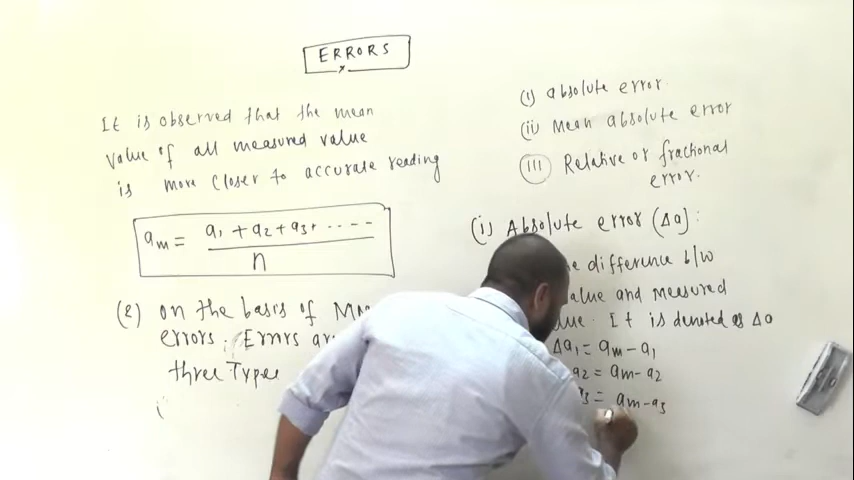 ERRORS
It is observed that the mean
value of all measured value
is more closer to accurate reading
am = a1 + a2 + a3 + ..... / n
(2) on the basis of
errors. Errors
three Types
(
(i) absolute error.
(ii) Mean absolute error
(III) Relative or fractional
error.
(i) Absolute error (Δa):
difference b/w
and measured
It is denoted as Δa
Δa1 = am - a1
a2 = am - a2
a3 = am - a3